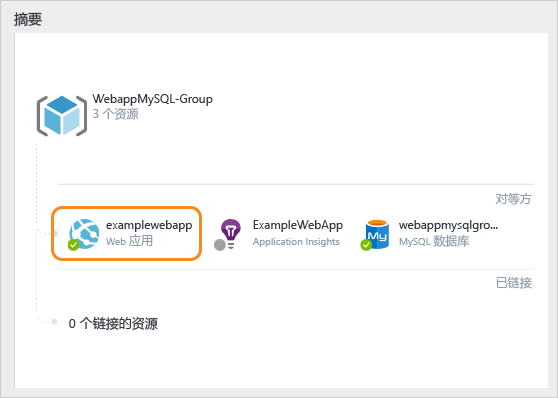 摘要
WebappMySQL-Group
3 个资源
对等方
examplewebapp
Web 应用
ExampleWebApp
Application Insights
webappmysqlgro...
MySQL 数据库
My
已链接
0 个链接的资源